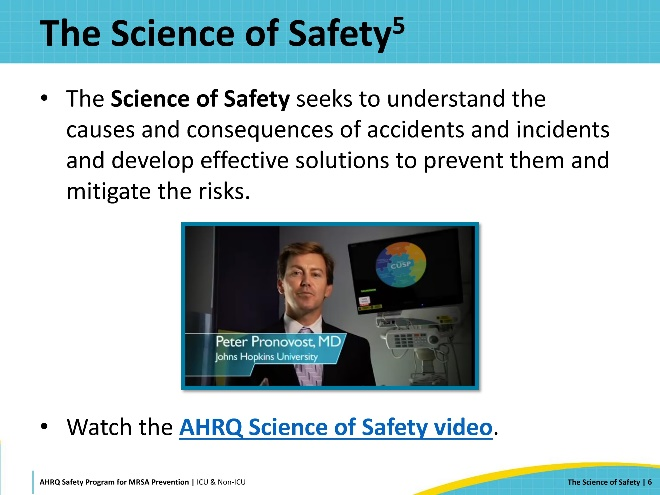 The Science of Safety5
• The Science of Safety seeks to understand the
causes and consequences of accidents and incidents
and develop effective solutions to prevent them and
mitigate the risks.
CUSP
Peter Pronovost, MD
Johns Hopkins University
• Watch the AHRQ Science of Safety video.
AHRQ Safety Program for MRSA Prevention | ICU & Non-ICU
The Science of Safety | 6